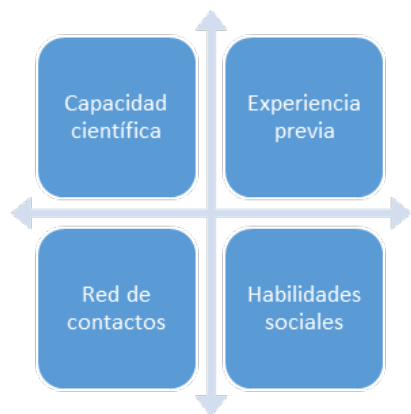 Capacidad
científica
Experiencia
previa
Red de
contactos
Habilidades
sociales